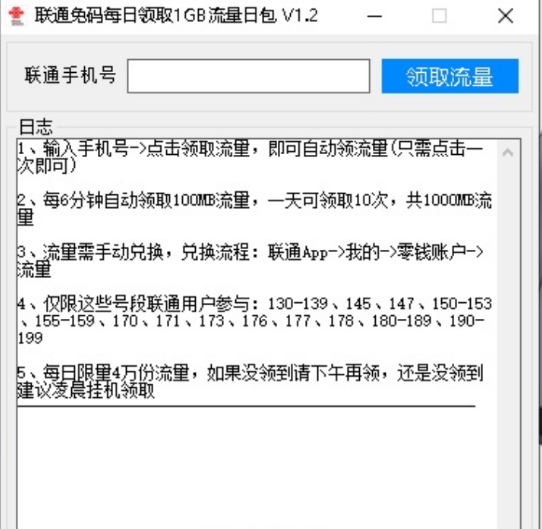 联通免码每日领取1GB流量日包 V1.2
联通手机号
领取流量
日志
1、输入手机号->点击领取流量，即可自动领流量(只需点击一
次即可)
2、每6分钟自动领取100MB流量，一天可领取10次，共1000MB流
量
3、流量需手动兑换，兑换流程：联通App->我的->零钱账户->
流量
4、仅限这些号段联通用户参与：130-139、145、147、150-153
、155-159、170、171、173、176、177、178、180-189、190-
199
5、每日限量4万份流量，如果没领到请下午再领，还是没领到
建议凌晨挂机领取